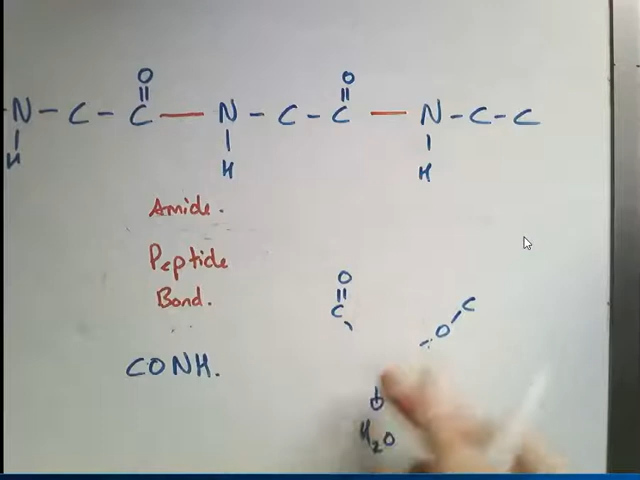 O O
N - C - C — N - C - C — N - C - C
H H H
Amide.
Peptide
Bond.
CONH.
O
C
C
O
H₂O